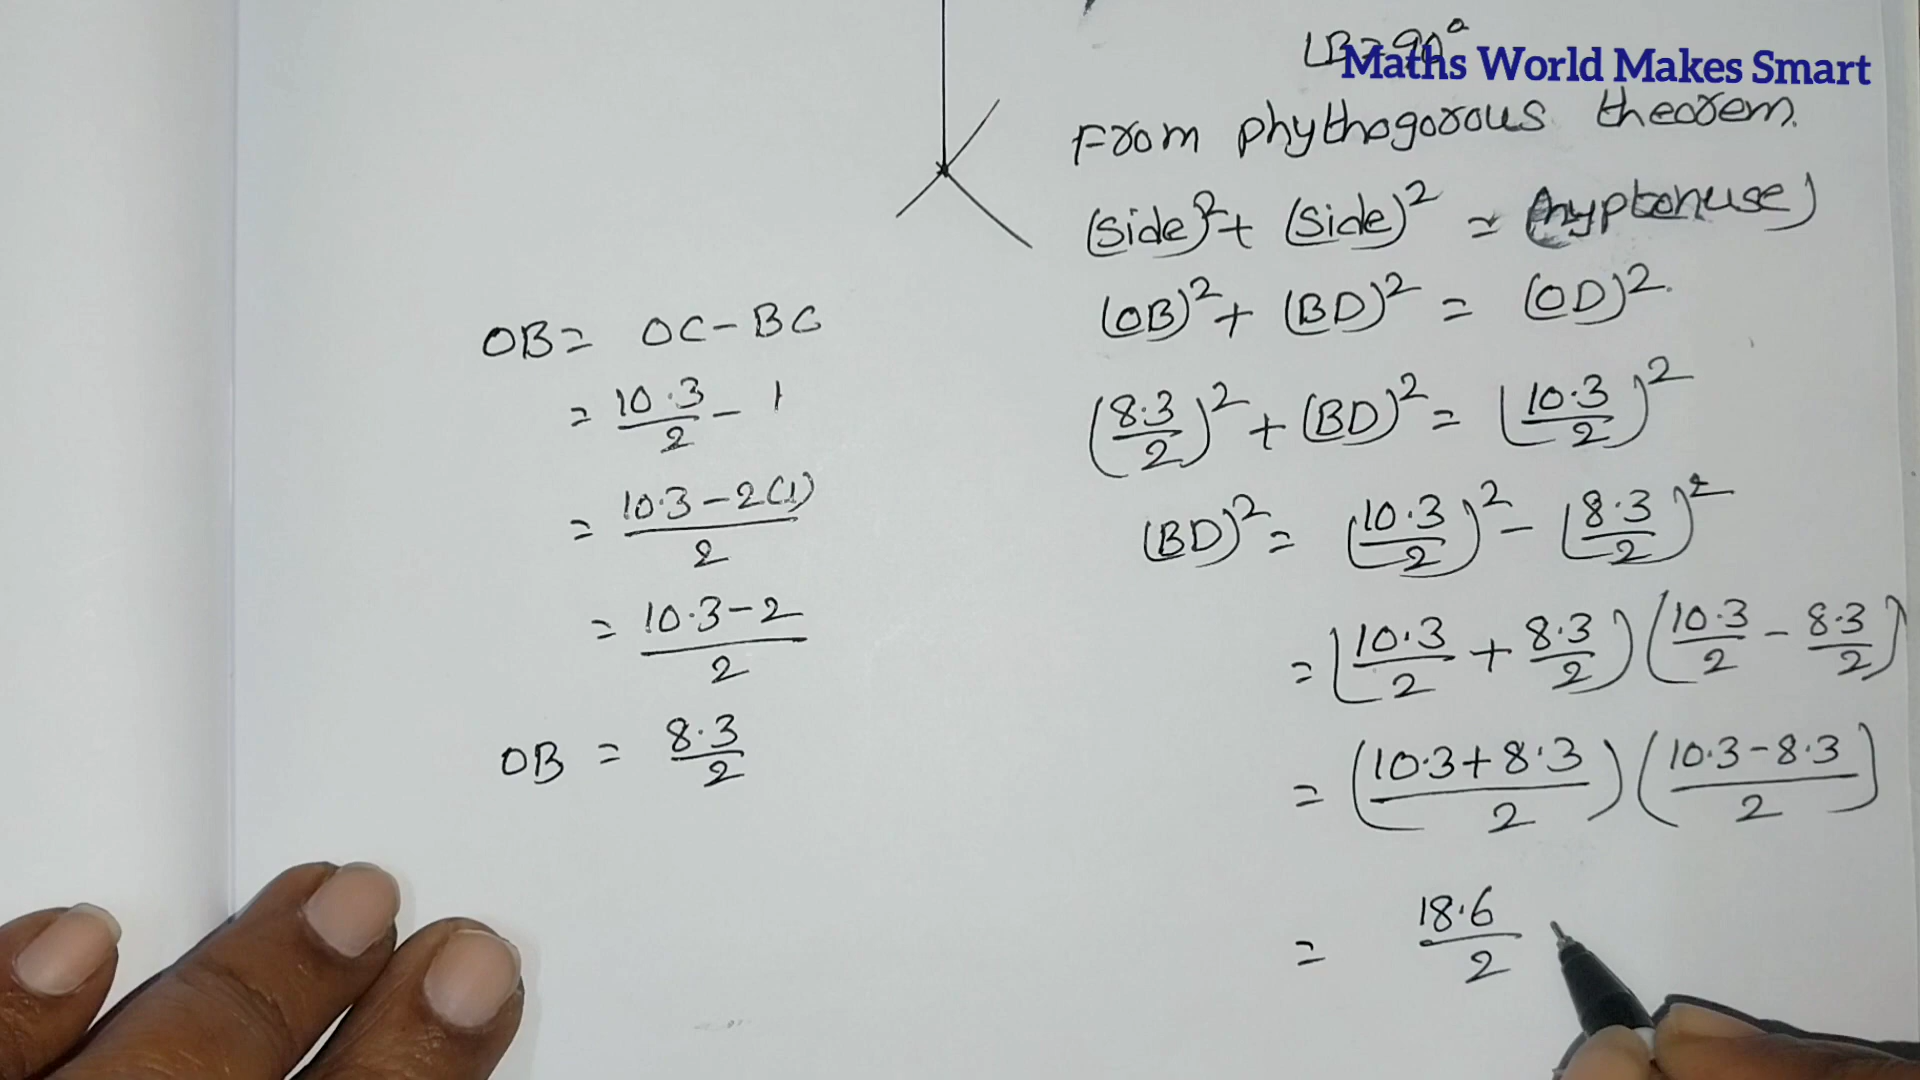 ∠B = 90°
Maths World Makes Smart
From phythogorous theorem.
(side)² + (side)² = (hyptenuse)
(OB)² + (BD)² = (OD)².
(8.3/2)² + (BD)² = (10.3/2)²
(BD)² = (10.3/2)² - (8.3/2)²
= (10.3/2 + 8.3/2) (10.3/2 - 8.3/2)
= (10.3+8.3/2) (10.3-8.3/2)
= 18.6/2
OB = OC - BC
= 10.3/2 - 1
= 10.3-2(1)/2
= 10.3-2/2
OB = 8.3/2